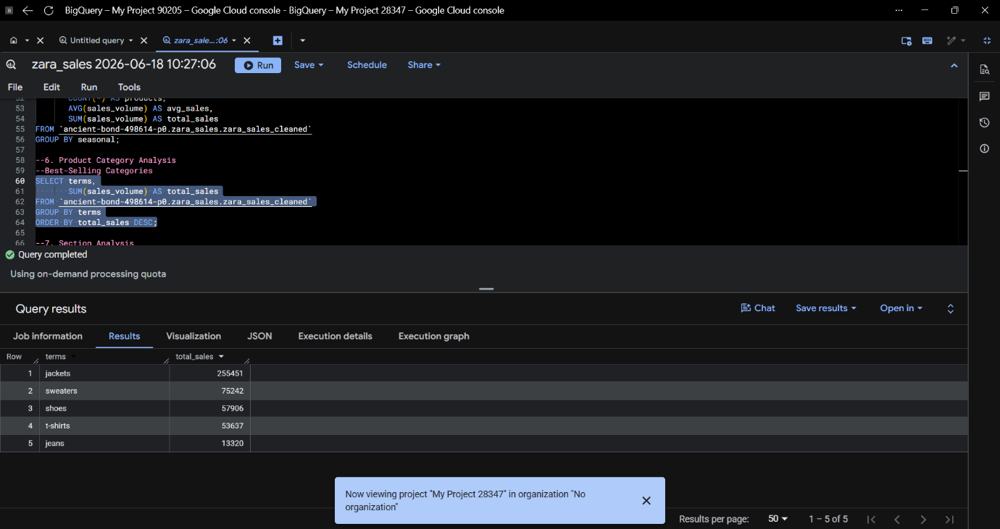 BigQuery – My Project 90205 – Google Cloud console - BigQuery – My Project 28347 – Google Cloud console
Untitled query
zara_sale...:06
zara_sales 2026-06-18 10:27:06
Run
Save
Schedule
Share
File Edit Run Tools
52 COUNT(*) AS products,
53 AVG(sales_volume) AS avg_sales,
54 SUM(sales_volume) AS total_sales
55 FROM `ancient-bond-498614-p0.zara_sales.zara_sales_cleaned`
56 GROUP BY seasonal;
57
58 --6. Product Category Analysis
59 --Best-Selling Categories
60 SELECT terms,
61 SUM(sales_volume) AS total_sales
62 FROM `ancient-bond-498614-p0.zara_sales.zara_sales_cleaned`
63 GROUP BY terms
64 ORDER BY total_sales DESC;
65
66 --7. Section Analysis
Query completed
Using on-demand processing quota
Query results
Chat
Save results
Open in
Job information Results Visualization JSON Execution details Execution graph
Row terms total_sales
1 jackets 255451
2 sweaters 75242
3 shoes 57906
4 t-shirts 53637
5 jeans 13320
Now viewing project "My Project 28347" in organization "No
organization"
Results per page: 50 1 – 5 of 5